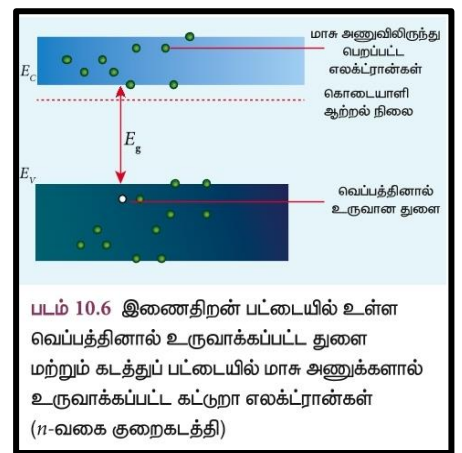 மாசு அணுவிலிருந்து
பெறப்பட்ட
எலக்ட்ரான்கள்
E_C
கொடையாளி
ஆற்றல் நிலை
E_g
E_V
வெப்பத்தினால்
உருவான துளை
படம் 10.6 இணைதிறன் பட்டையில் உள்ள
வெப்பத்தினால் உருவாக்கப்பட்ட துளை
மற்றும் கடத்துப் பட்டையில் மாசு அணுக்களால்
உருவாக்கப்பட்ட கட்டுறா எலக்ட்ரான்கள்
(n-வகை குறைகடத்தி)